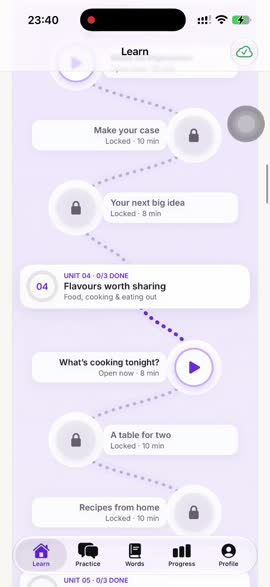 23:40
Learn
Make your case
Locked · 10 min
Your next big idea
Locked · 8 min
04
UNIT 04 · 0/3 DONE
Flavours worth sharing
Food, cooking & eating out
What's cooking tonight?
Open now · 8 min
A table for two
Locked · 10 min
Recipes from home
Locked · 10 min
Learn
Practice
Words
Progress
Profile
UNIT 05 · 0/3 DONE